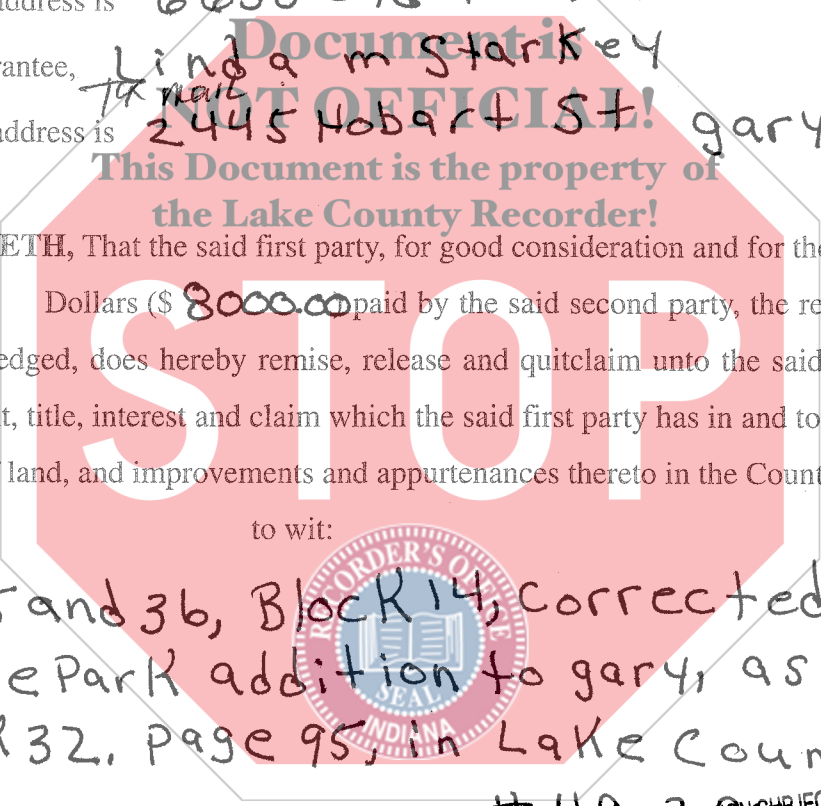 address is
Document is
rantee, Linda m Starkey
Tax mail:
NOT OFFICIAL!
address is 2445 Hobart St gary
This Document is the property of
the Lake County Recorder!
ETH, That the said first party, for good consideration and for the
Dollars ($ 8000.00 paid by the said second party, the re
edged, does hereby remise, release and quitclaim unto the said
STOP
t, title, interest and claim which the said first party has in and to
land, and improvements and appurtenances thereto in the Count
to wit:
RECORDER'S OFFICE
and 36, Block 14, Corrected
e Park addition to gary, as
SEAL
INDIANA
32, Page 95, in Lake Coun